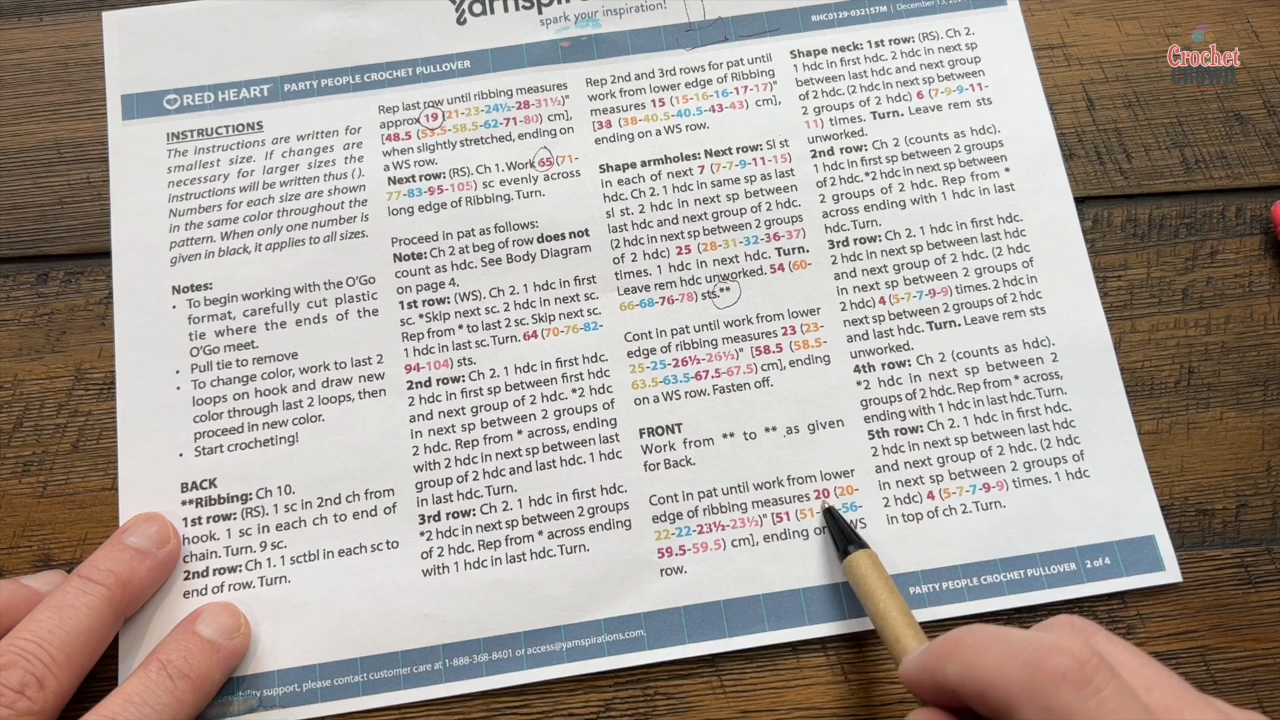 Yarnspirations
spark your inspiration!
RHC0129-032157M | December 13,
Crochet
CROWD
RED HEART PARTY PEOPLE CROCHET PULLOVER
INSTRUCTIONS
The instructions are written for
smallest size. If changes are
necessary for larger sizes the
instructions will be written thus ( ).
Numbers for each size are shown
in the same color throughout the
pattern. When only one number is
given in black, it applies to all sizes.
Notes:
• To begin working with the O'Go
format, carefully cut plastic
tie where the ends of the
O'Go meet.
• Pull tie to remove
• To change color, work to last 2
loops on hook and draw new
color through last 2 loops, then
proceed in new color.
• Start crocheting!
BACK
**Ribbing: Ch 10.
1st row: (RS). 1 sc in 2nd ch from
hook. 1 sc in each ch to end of
chain. Turn. 9 sc.
2nd row: Ch 1. 1 sctbl in each sc to
end of row. Turn.
Rep last row until ribbing measures
approx 19 (21-23-24½-28-31½)"
[48.5 (53.5-58.5-62-71-80) cm],
when slightly stretched, ending on
a WS row.
Next row: (RS). Ch 1. Work 65 (71-
77-83-95-105) sc evenly across
long edge of Ribbing. Turn.
Proceed in pat as follows:
Note: Ch 2 at beg of row does not
count as hdc. See Body Diagram
on page 4.
1st row: (WS). Ch 2. 1 hdc in first
sc. *Skip next sc. 2 hdc in next sc.
Rep from * to last 2 sc. Skip next sc.
1 hdc in last sc. Turn. 64 (70-76-82-
94-104) sts.
2nd row: Ch 2. 1 hdc in first hdc.
2 hdc in first sp between first hdc
and next group of 2 hdc. *2 hdc
in next sp between 2 groups of
2 hdc. Rep from * across, ending
with 2 hdc in next sp between last
group of 2 hdc and last hdc. 1 hdc
in last hdc. Turn.
3rd row: Ch 2. 1 hdc in first hdc.
*2 hdc in next sp between 2 groups
of 2 hdc. Rep from * across ending
with 1 hdc in last hdc. Turn.
Rep 2nd and 3rd rows for pat until
work from lower edge of Ribbing
measures 15 (15-16-16-17-17)"
[38 (38-40.5-40.5-43-43) cm],
ending on a WS row.
Shape armholes: Next row: Sl st
in each of next 7 (7-7-9-11-15)
hdc. Ch 2. 1 hdc in same sp as last
sl st. 2 hdc in next sp between
last hdc and next group of 2 hdc.
(2 hdc in next sp between 2 groups
of 2 hdc) 25 (28-31-32-36-37)
times. 1 hdc in next hdc. Turn.
Leave rem hdc unworked. 54 (60-
66-68-76-78) sts.**
Cont in pat until work from lower
edge of ribbing measures 23 (23-
25-25-26½-26½)" [58.5 (58.5-
63.5-63.5-67.5-67.5) cm], ending
on a WS row. Fasten off.
FRONT
Work from ** to ** as given
for Back.
Cont in pat until work from lower
edge of ribbing measures 20 (20-
22-22-23½-23½)" [51 (51- -56-
59.5-59.5) cm], ending on WS
row.
Shape neck: 1st row: (RS). Ch 2.
1 hdc in first hdc. 2 hdc in next sp
between last hdc and next group
of 2 hdc. (2 hdc in next sp between
2 groups of 2 hdc) 6 (7-9-9-11-
11) times. Turn. Leave rem sts
unworked.
2nd row: Ch 2 (counts as hdc).
1 hdc in first sp between 2 groups
of 2 hdc. *2 hdc in next sp between
2 groups of 2 hdc. Rep from *
across ending with 1 hdc in last
hdc. Turn.
3rd row: Ch 2. 1 hdc in first hdc.
2 hdc in next sp between last hdc
and next group of 2 hdc. (2 hdc
in next sp between 2 groups of
2 hdc) 4 (5-7-7-9-9) times. 2 hdc in
next sp between 2 groups of 2 hdc
and last hdc. Turn. Leave rem sts
unworked.
4th row: Ch 2 (counts as hdc).
*2 hdc in next sp between 2
groups of 2 hdc. Rep from * across,
ending with 1 hdc in last hdc. Turn.
5th row: Ch 2. 1 hdc in first hdc.
2 hdc in next sp between last hdc
and next group of 2 hdc. (2 hdc
in next sp between 2 groups of
2 hdc) 4 (5-7-7-9-9) times. 1 hdc
in top of ch 2. Turn.
support, please contact customer care at 1-888-368-8401 or access@yarnspirations.com.
PARTY PEOPLE CROCHET PULLOVER 2 of 4